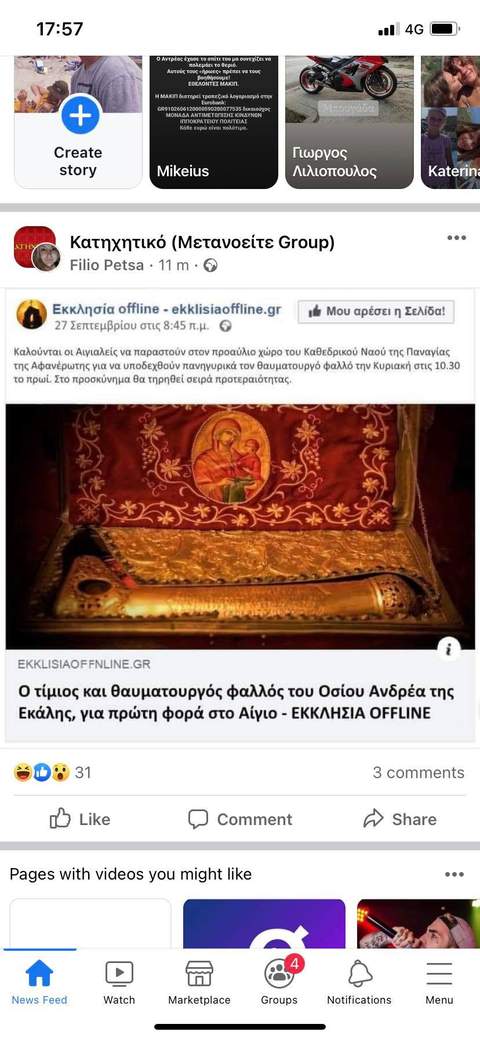 17:57
4G
Create
story
Ο Αντρέας έχασε το σπίτι του μα συνεχίζει να
πολεμάει το θεριό.
Αυτούς τους «ήρωες» πρέπει να τους
βοηθήσουμε!
ΕΘΕΛΟΝΤΕΣ ΜΑΚΙΠ.
Η ΜΑΚΙΠ διατηρεί τραπεζικό λογαριασμό στην
Eurobank:
ΜΟΝΑΔΑ ΑΝΤΙΜΕΤΩΠΙΣΗΣ ΚΙΝΔΥΝΩΝ
ΙΠΠΟΚΡΑΤΕΙΟΥ ΠΟΛΙΤΕΙΑΣ
Κάθε ευρώ είναι πολύτιμο.
Mikeius
Μπουγάδα
Γιωργος
Λιλιοπουλος
Katerina
Κατηχητικό (Μετανοείτε Group)
Filio Petsa · 11 m ·
Εκκλησία offline - ekklisiaoffline.gr
Μου αρέσει η Σελίδα!
27 Σεπτεμβρίου στις 8:45 π.μ.
Καλούνται οι Αιγιαλείς να παραστούν στον προαύλιο χώρο του Καθεδρικού Ναού της Παναγίας
της Αφανέρωτης για να υποδεχθούν πανηγυρικά τον θαυματουργό φαλλό την Κυριακή στις 10.30
το πρωί. Στο προσκύνημα θα τηρηθεί σειρά προτεραιότητας.
i
EKKLISIAOFFNLINE.GR
Ο τίμιος και θαυματουργός φαλλός του Οσίου Ανδρέα της
Εκάλης, για πρώτη φορά στο Αίγιο - ΕΚΚΛΗΣΙΑ OFFLINE
31
3 comments
Like
Comment
Share
Pages with videos you might like
4
News Feed
Watch
Marketplace
Groups
Notifications
Menu